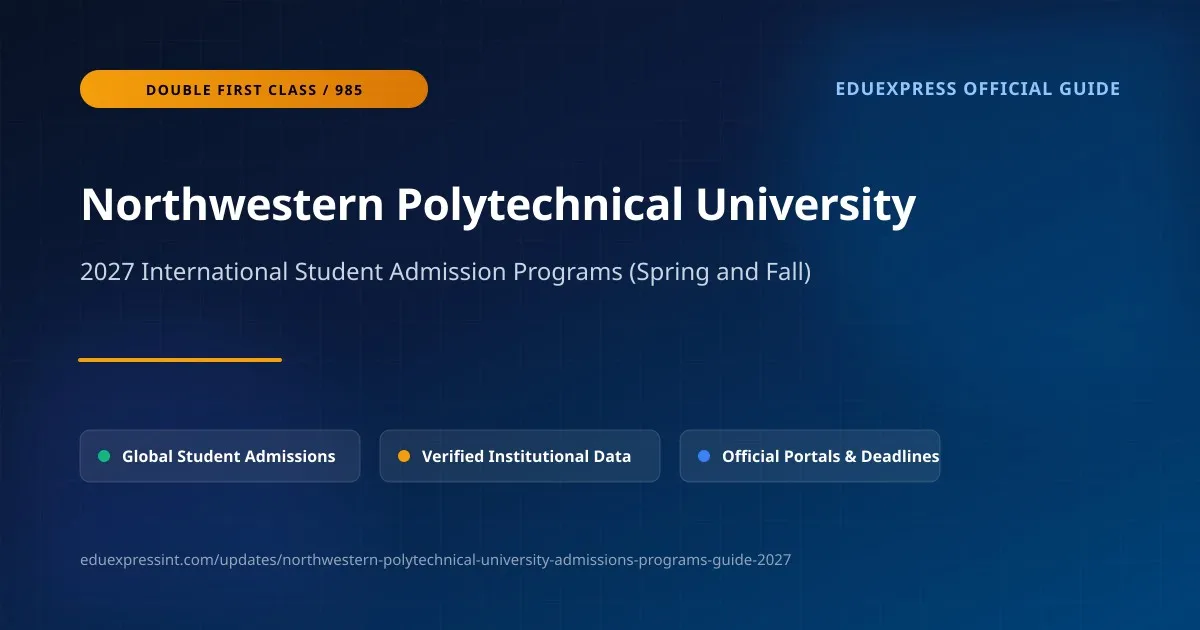 DOUBLE FIRST CLASS / 985
EDUEXPRESS OFFICIAL GUIDE
Northwestern Polytechnical University
2027 International Student Admission Programs (Spring and Fall)
Global Student Admissions
Verified Institutional Data
Official Portals & Deadlines
eduexpressint.com/updates/northwestern-polytechnical-university-admissions-programs-guide-2027